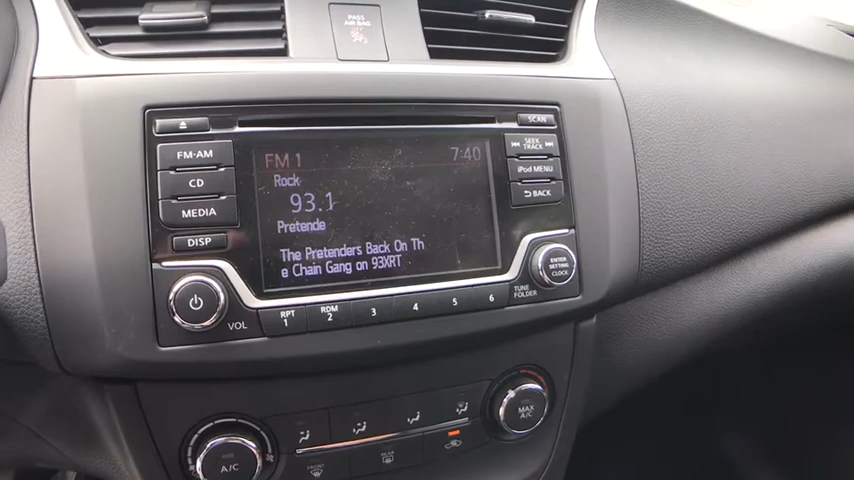 PASS
AIR BAG
SCAN
FM·AM
CD
MEDIA
DISP
FM 1
7:40
Rock
93.1
Pretende
The Pretenders Back On Th
e Chain Gang on 93XRT
SEEK
TRACK
iPod MENU
BACK
ENTER
SETTING
CLOCK
TUNE
FOLDER
VOL
RPT
1
RDM
2
3
4
5
6
MAX
A/C
A/C
FRONT
REAR